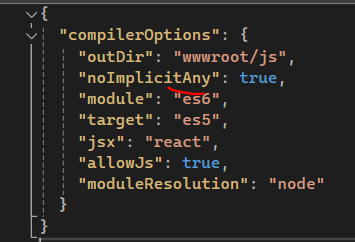 {
"compilerOptions": {
"outDir": "wwwroot/js",
"noImplicitAny": true,
"module": "es6",
"target": "es5",
"jsx": "react",
"allowJs": true,
"moduleResolution": "node"
}
}